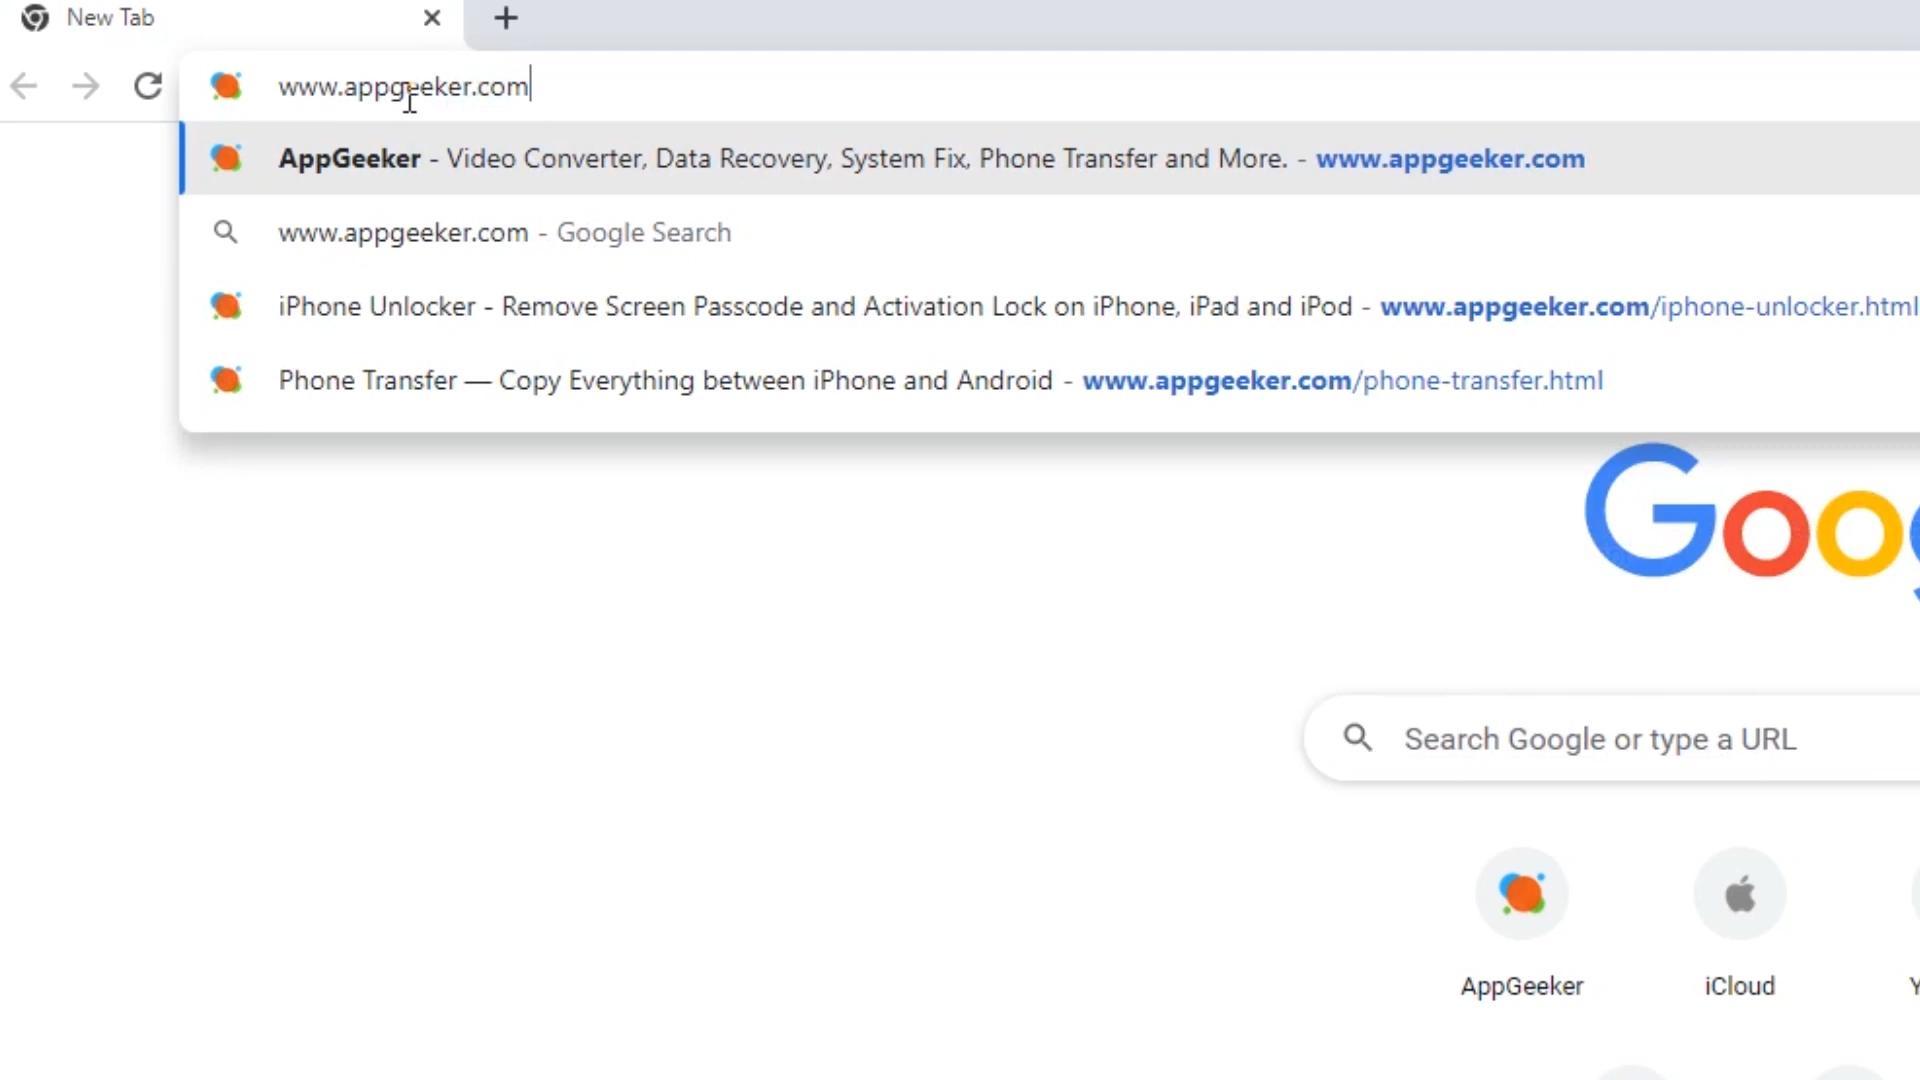 New Tab
www.appgeeker.com
AppGeeker - Video Converter, Data Recovery, System Fix, Phone Transfer and More. - www.appgeeker.com
www.appgeeker.com - Google Search
iPhone Unlocker - Remove Screen Passcode and Activation Lock on iPhone, iPad and iPod - www.appgeeker.com/iphone-unlocker.html
Phone Transfer — Copy Everything between iPhone and Android - www.appgeeker.com/phone-transfer.html
Goo
Search Google or type a URL
AppGeeker
iCloud